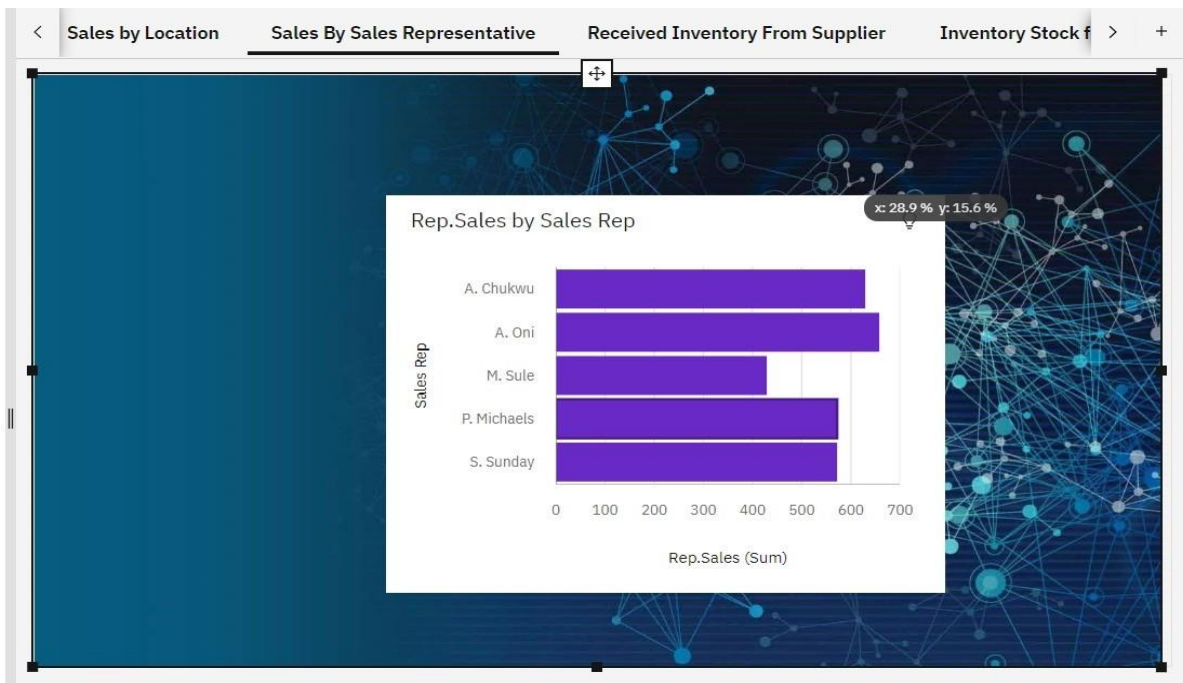 Sales by Location Sales By Sales Representative Received Inventory From Supplier Inventory Stock
x: 28.9 % y: 15.6 %
Rep.Sales by Sales Rep
Sales Rep
A. Chukwu
A. Oni
M. Sule
P. Michaels
S. Sunday
0 100 200 300 400 500 600 700
Rep.Sales (Sum)